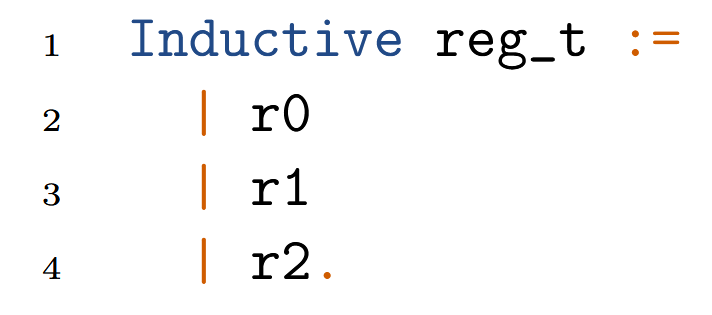 1 Inductive reg_t :=
2 | r0
3 | r1
4 | r2.